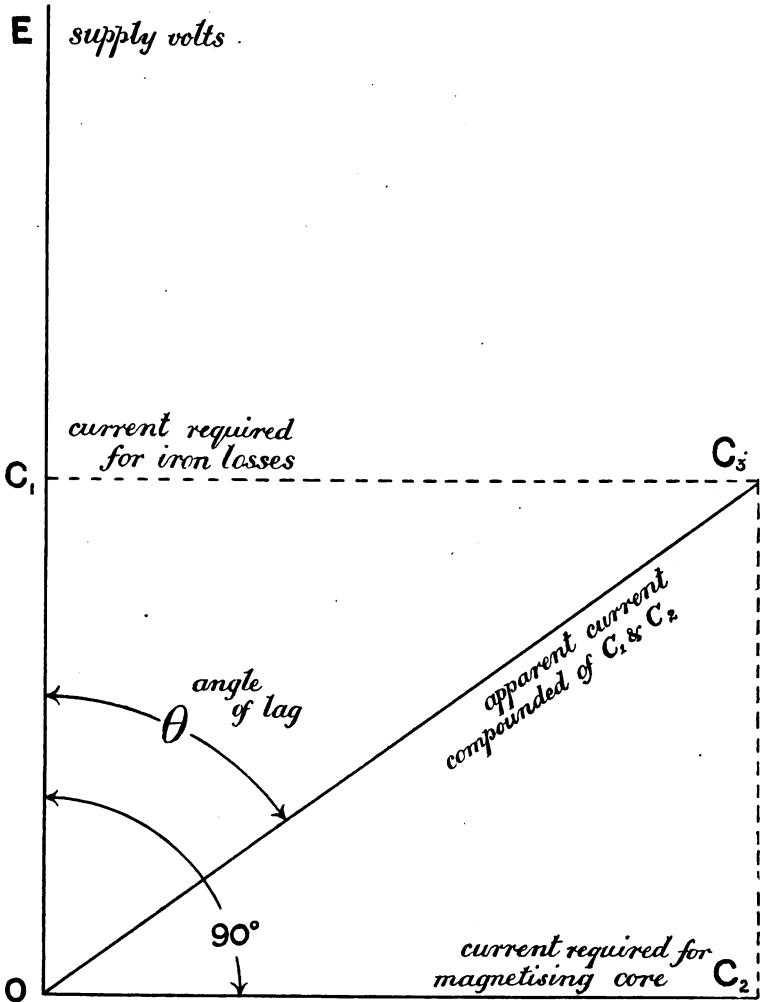 E supply volts
current required
for iron losses
C₁
C₃
apparent current
compounded of C₁ & C₂
angle
of lag
θ
90°
current required for
magnetising core
O
C₂